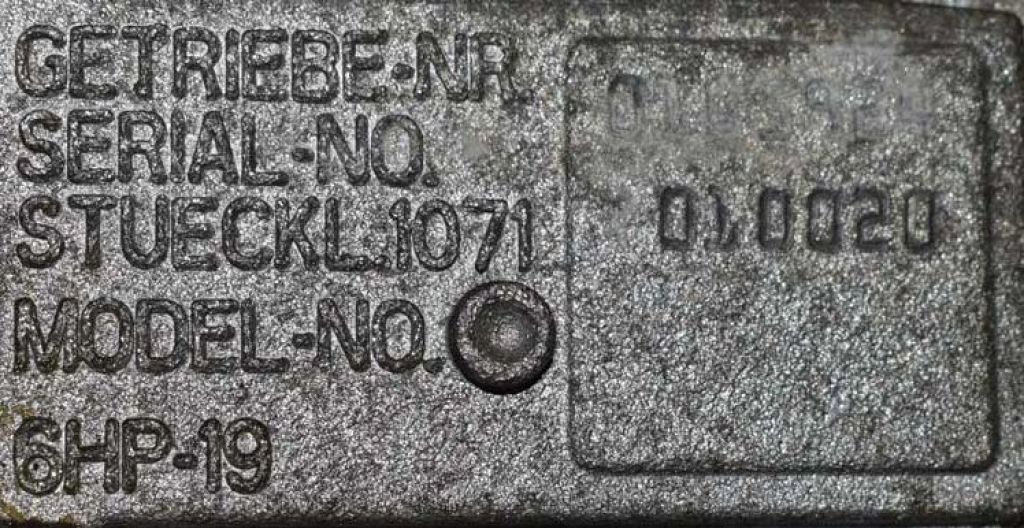 GETRIEBE-NR.
SERIAL-NO.
STUECKL.1071
010020
MODEL-NO.
6HP-19